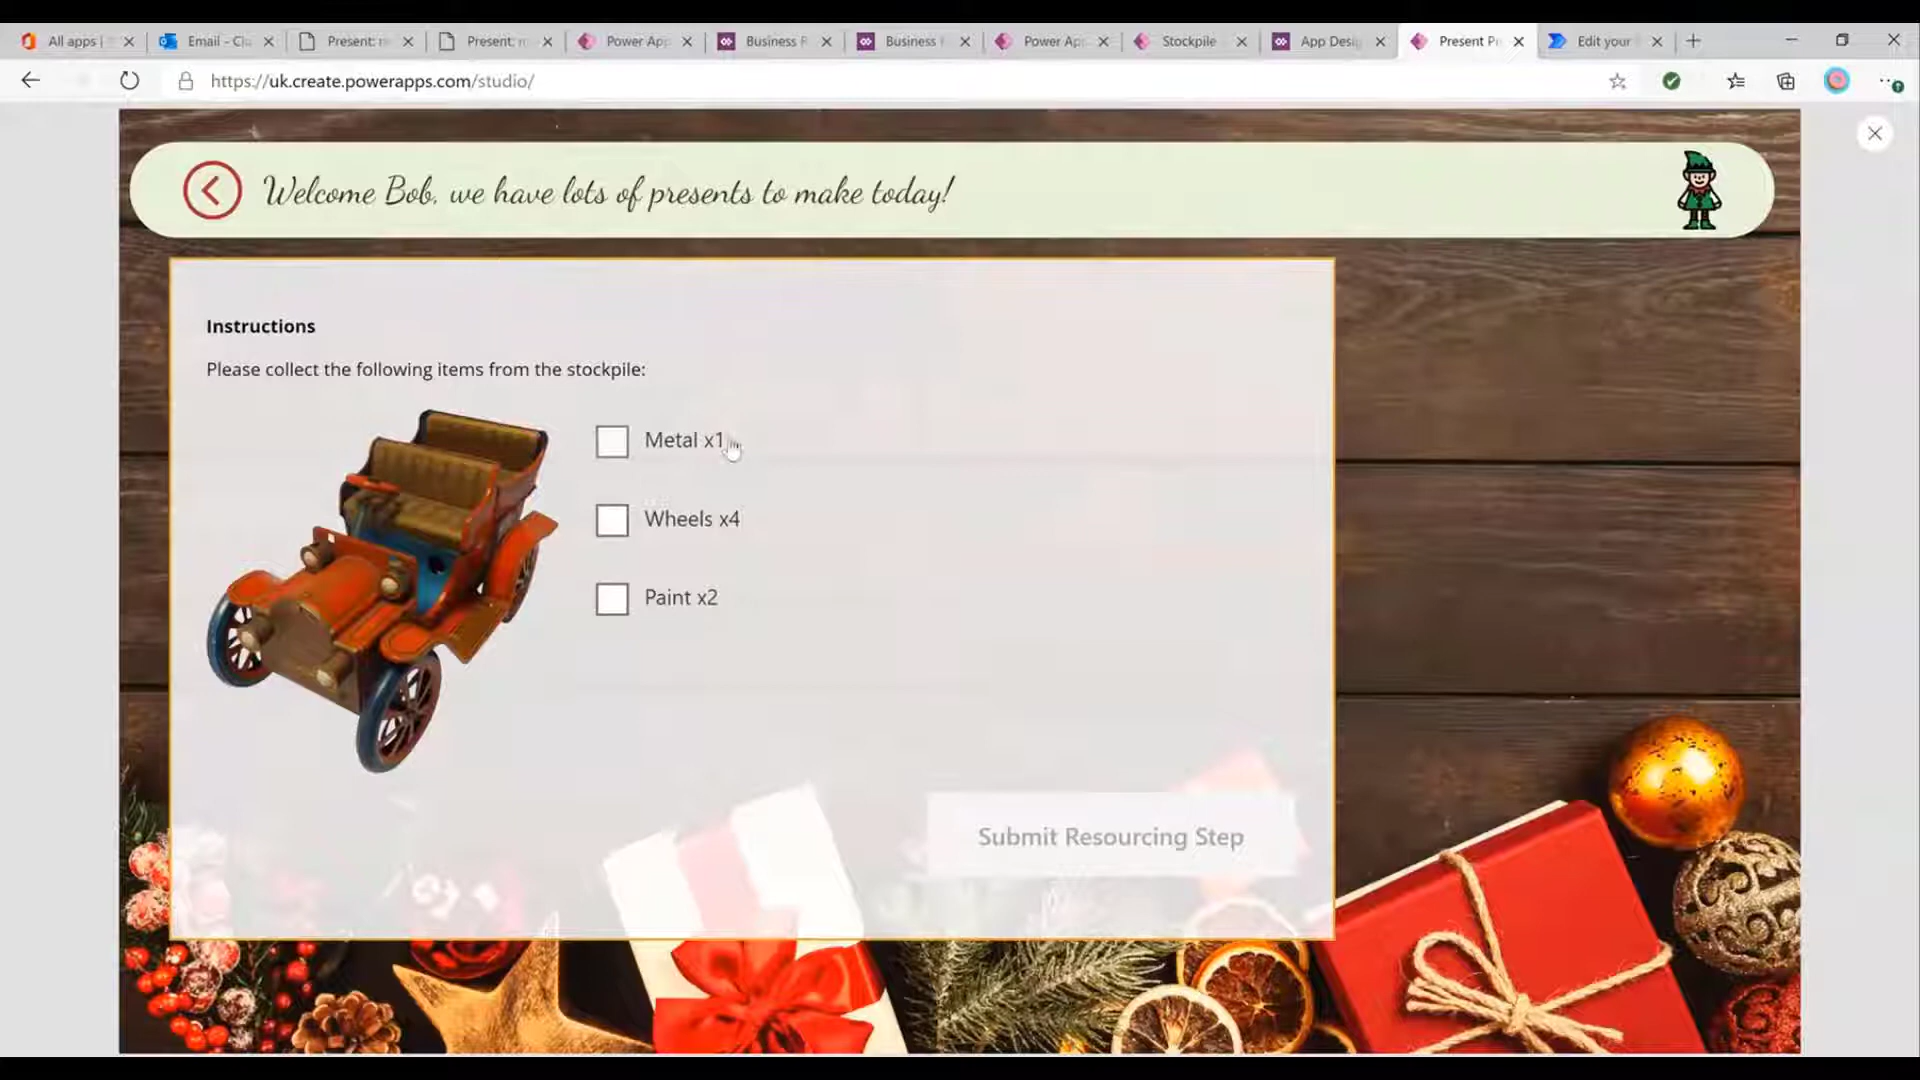 All apps |
Email - Cl
Present:
Present:
Power App
Business P
Business
Power Ap
Stockpile
App Desig
Present Pr
Edit your
https://uk.create.powerapps.com/studio/
Welcome Bob, we have lots of presents to make today!
Instructions
Please collect the following items from the stockpile:
Metal x1
Wheels x4
Paint x2
Submit Resourcing Step